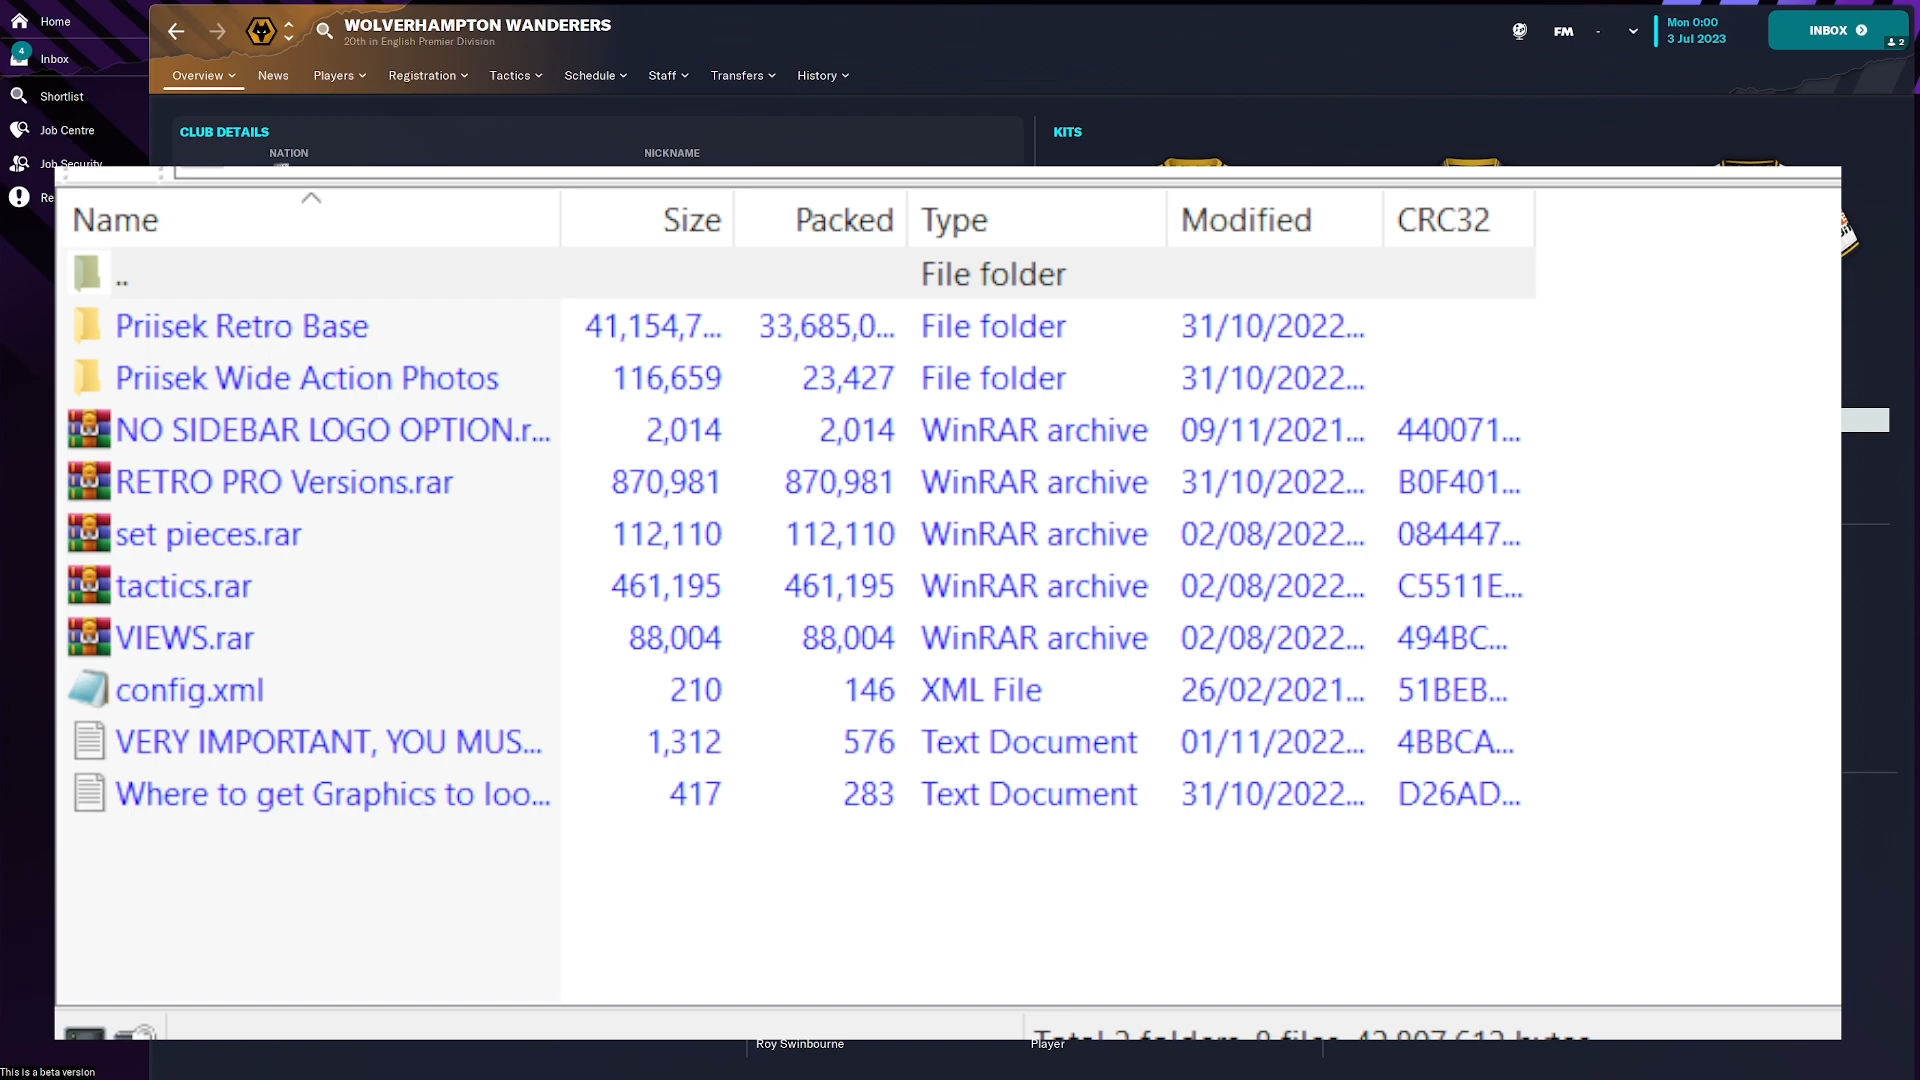 Home
Inbox
4
Shortlist
Job Centre
Job Security
Re
WOLVERHAMPTON WANDERERS
20th in English Premier Division
FM
-
Mon 0:00
3 Jul 2023
INBOX
2
Overview News Players Registration Tactics Schedule Staff Transfers History
CLUB DETAILS
NATION NICKNAME
KITS
Name Size Packed Type Modified CRC32
.. File folder
Priisek Retro Base 41,154,7... 33,685,0... File folder 31/10/2022...
Priisek Wide Action Photos 116,659 23,427 File folder 31/10/2022...
NO SIDEBAR LOGO OPTION.r... 2,014 2,014 WinRAR archive 09/11/2021... 440071...
RETRO PRO Versions.rar 870,981 870,981 WinRAR archive 31/10/2022... B0F401...
set pieces.rar 112,110 112,110 WinRAR archive 02/08/2022... 084447...
tactics.rar 461,195 461,195 WinRAR archive 02/08/2022... C5511E...
VIEWS.rar 88,004 88,004 WinRAR archive 02/08/2022... 494BC...
config.xml 210 146 XML File 26/02/2021... 51BEB...
VERY IMPORTANT, YOU MUS... 1,312 576 Text Document 01/11/2022... 4BBCA...
Where to get Graphics to loo... 417 283 Text Document 31/10/2022... D26AD...
Roy Swinbourne Player
This is a beta version